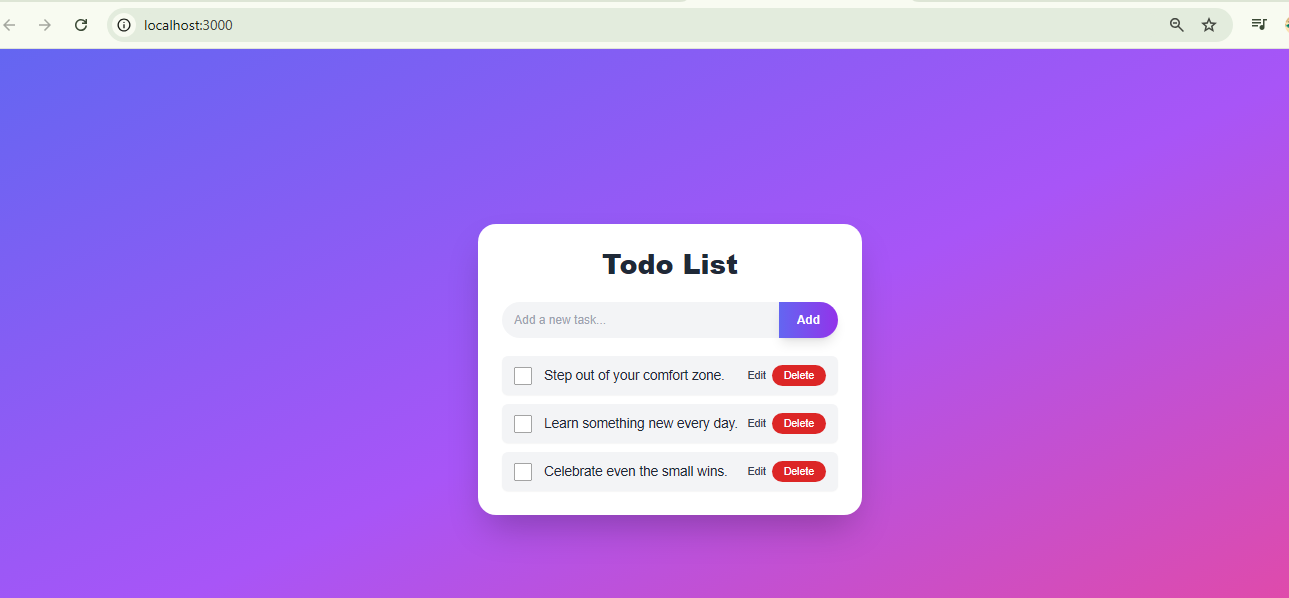 localhost:3000
Todo List
Add a new task... Add
Step out of your comfort zone. Edit Delete
Learn something new every day. Edit Delete
Celebrate even the small wins. Edit Delete